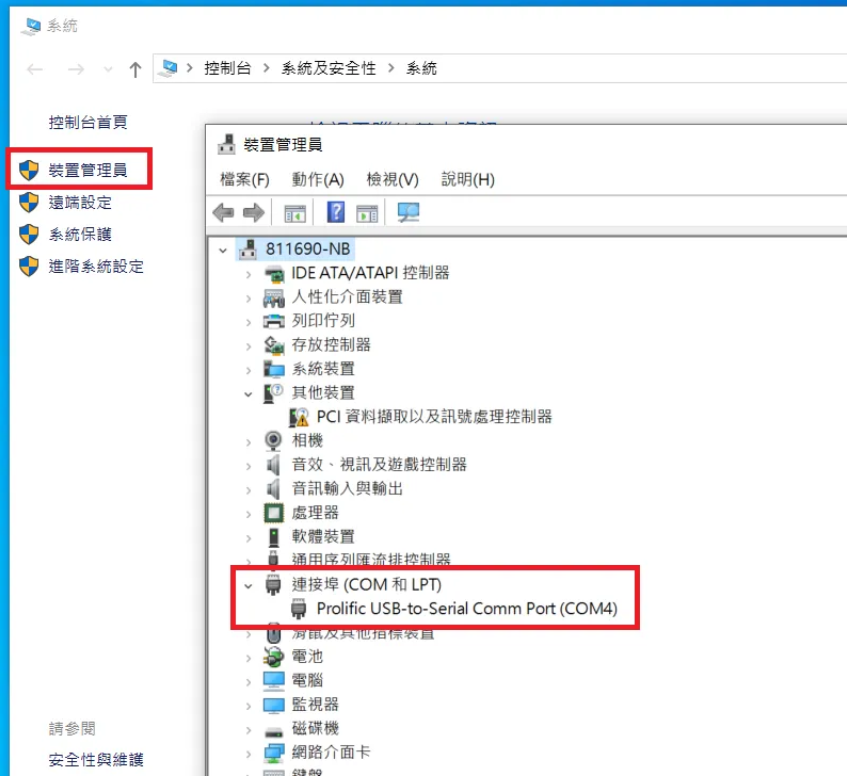 系統
控制台 > 系統及安全性 > 系統
控制台首頁
裝置管理員
遠端設定
系統保護
進階系統設定
請參閱
安全性與維護
裝置管理員
檔案(F) 動作(A) 檢視(V) 說明(H)
811690-NB
IDE ATA/ATAPI 控制器
人性化介面裝置
列印佇列
存放控制器
系統裝置
其他裝置
PCI 資料擷取以及訊號處理控制器
相機
音效、視訊及遊戲控制器
音訊輸入與輸出
處理器
軟體裝置
通用序列匯流排控制器
連接埠 (COM 和 LPT)
Prolific USB-to-Serial Comm Port (COM4)
滑鼠及其他指標裝置
電池
電腦
監視器
磁碟機
網路介面卡
鍵盤